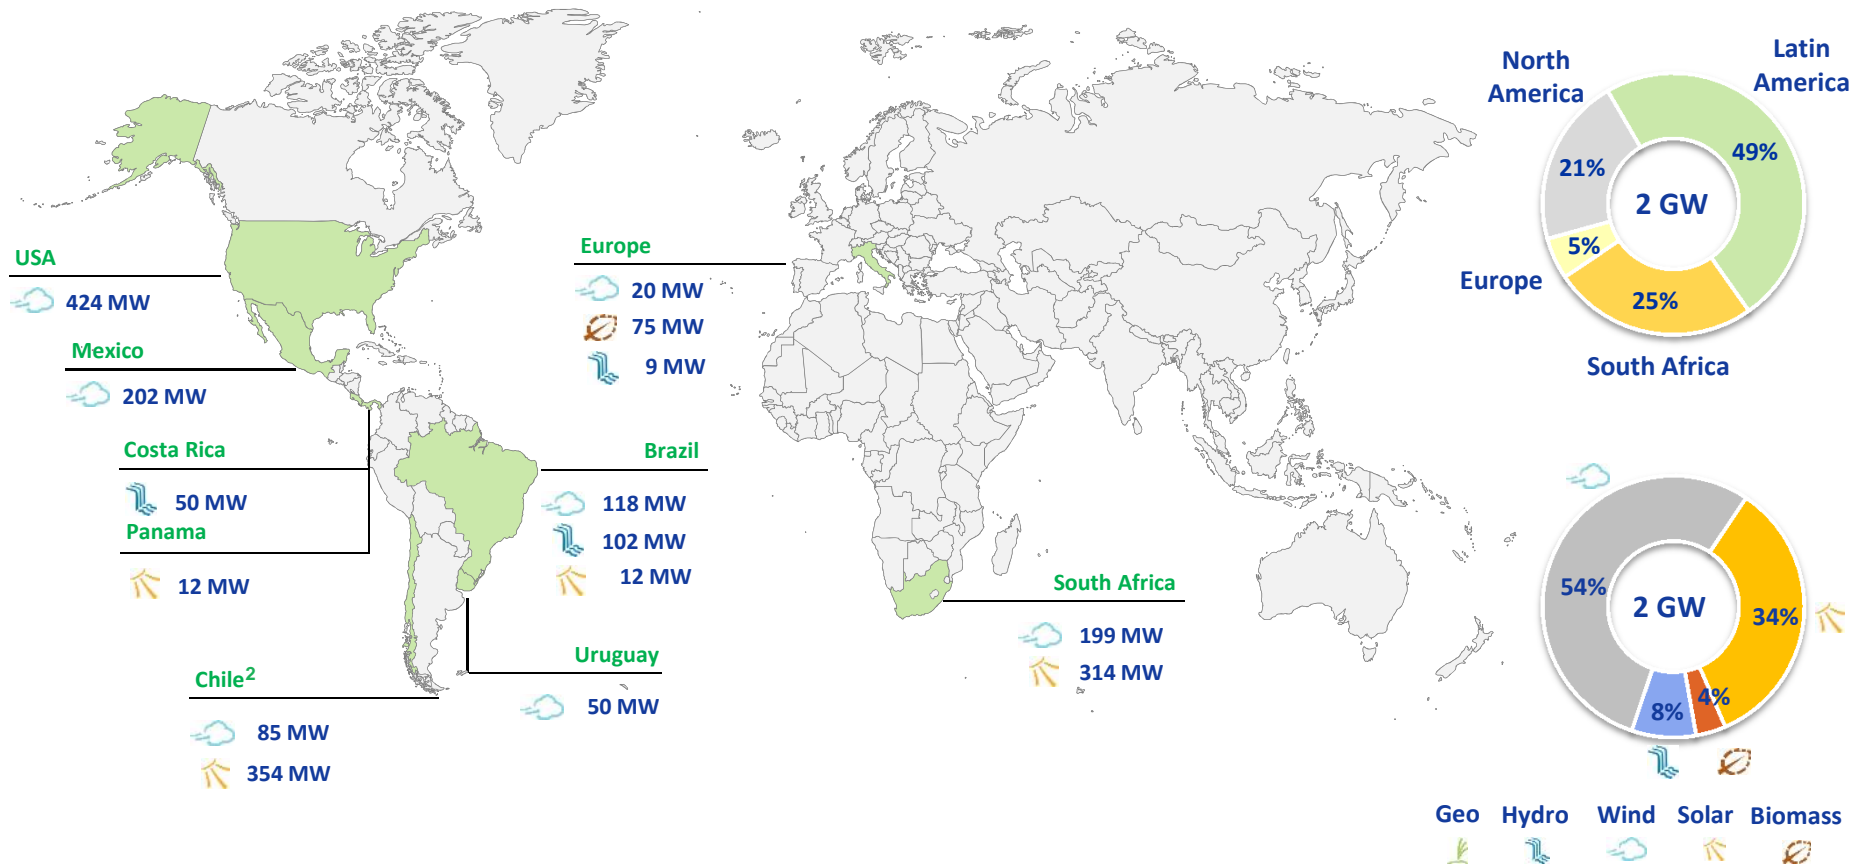 USA
424 MW
Mexico
202 MW
Costa Rica
50 MW
Panama
12 MW
Chile2
85 MW
354 MW
Europe
20 MW
75 MW
9 MW
Brazil
118 MW
102 MW
12 MW
Uruguay
50 MW
South Africa
199 MW
314 MW
North
America
Latin
America
49%
21%
2 GW
5%
Europe
25%
South Africa
54%
2 GW
34%
4%
8%
Geo Hydro Wind Solar Biomass